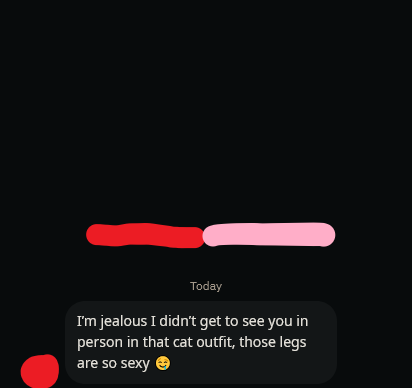 Today
I'm jealous I didn't get to see you in
person in that cat outfit, those legs
are so sexy 😊